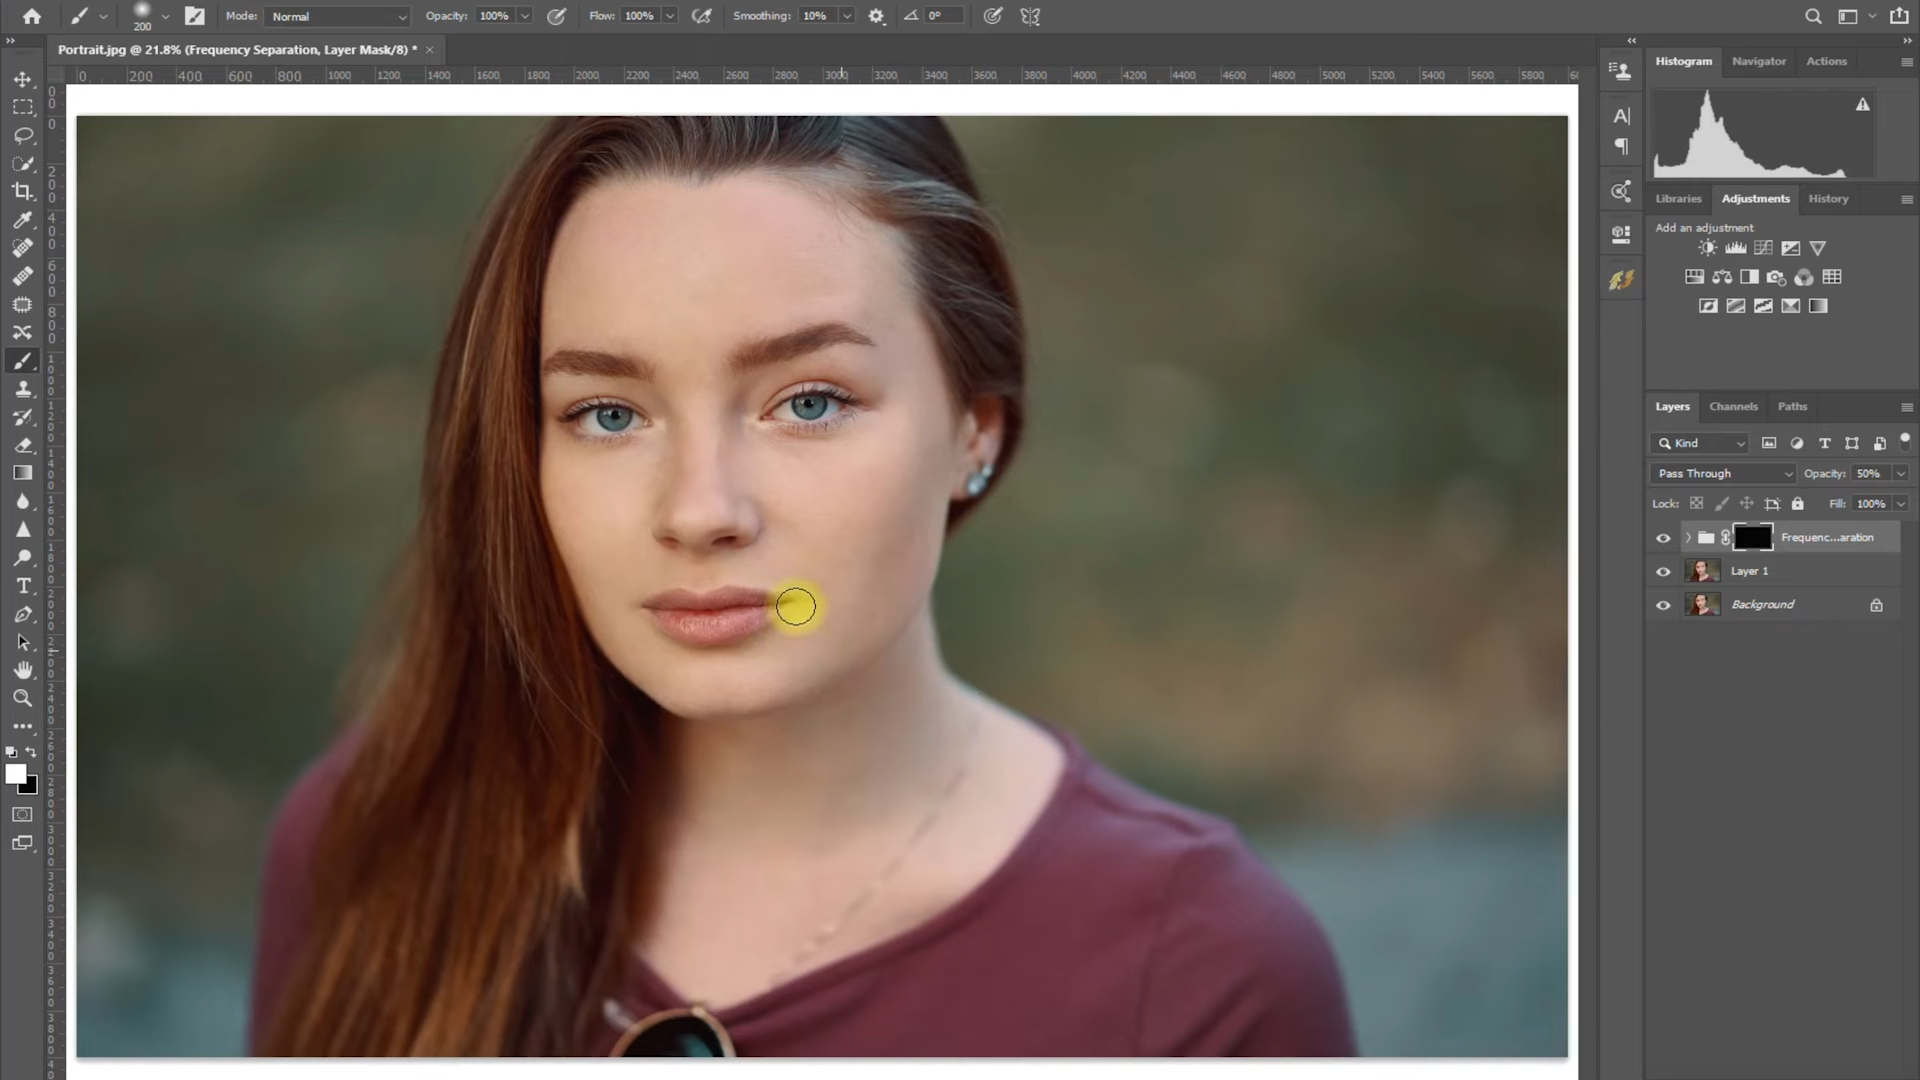 200
Mode: Normal
Opacity: 100%
Flow: 100%
Smoothing: 10%
0°
Portrait.jpg @ 21.8% (Frequency Separation, Layer Mask/8) *
0 200 400 600 800 1000 1200 1400 1600 1800 2000 2200 2400 2600 2800 3000 3200 3400 3600 3800 4000 4200 4400 4600 4800 5000 5200 5400 5600 5800
Histogram Navigator Actions
Libraries Adjustments History
Add an adjustment
Layers Channels Paths
Kind
Pass Through Opacity: 50%
Lock: Fill: 100%
Frequenc...aration
Layer 1
Background